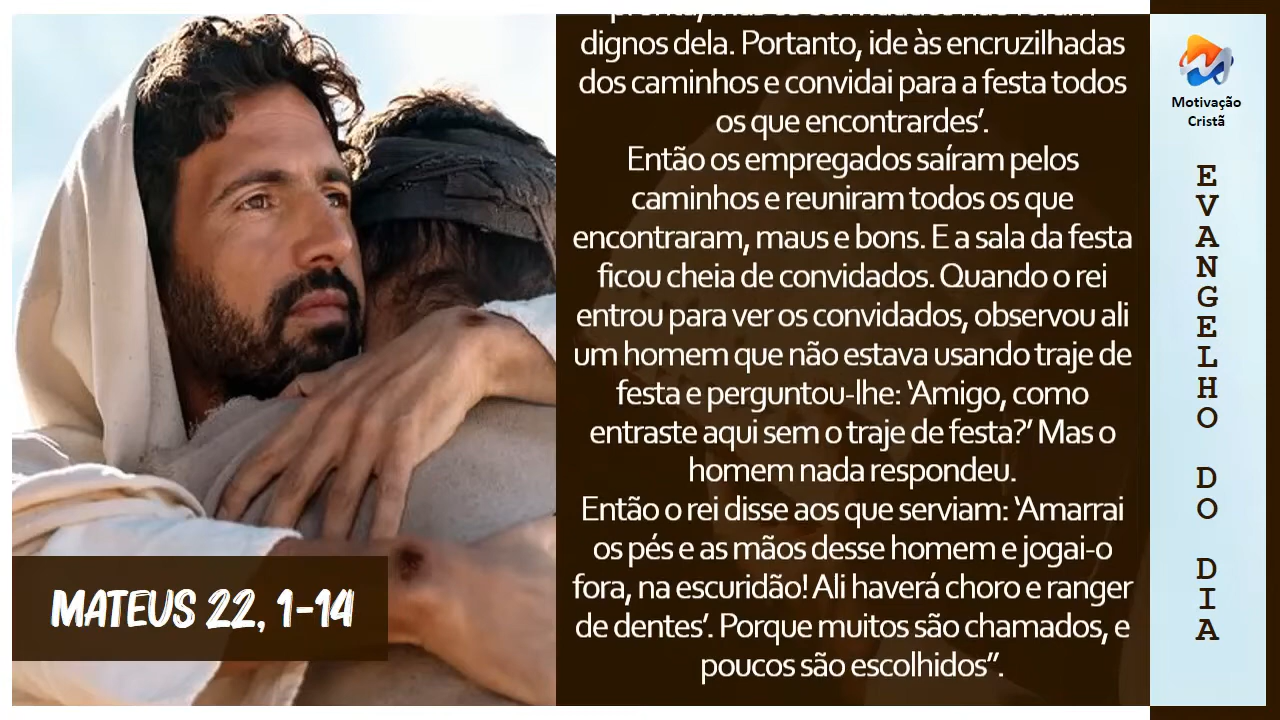 dignos dela. Portanto, ide às encruzilhadas
dos caminhos e convidai para a festa todos
os que encontrardes’.
Então os empregados saíram pelos
caminhos e reuniram todos os que
encontraram, maus e bons. E a sala da festa
ficou cheia de convidados. Quando o rei
entrou para ver os convidados, observou ali
um homem que não estava usando traje de
festa e perguntou-lhe: ‘Amigo, como
entraste aqui sem o traje de festa?’ Mas o
homem nada respondeu.
Então o rei disse aos que serviam: ‘Amarrai
os pés e as mãos desse homem e jogai-o
fora, na escuridão! Ali haverá choro e ranger
de dentes’. Porque muitos são chamados, e
poucos são escolhidos”.
MATEUS 22, 1-14
Motivação
Cristã
EVANGELHO DO DIA